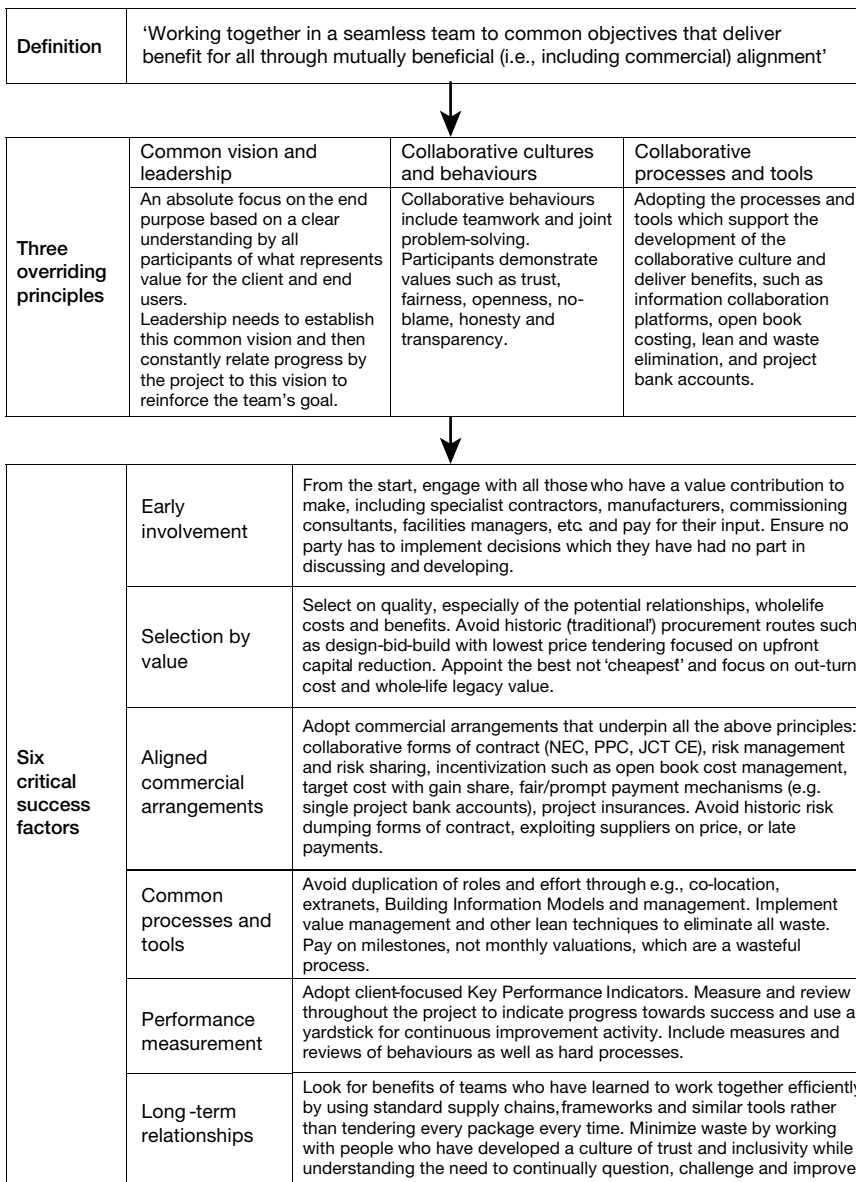 Definition
‘Working together in a seamless team to common objectives that deliver
benefit for all through mutually beneficial (i.e., including commercial) alignment’
Three
overriding
principles
Common vision and
leadership
An absolute focus on the end
purpose based on a clear
understanding by all
participants of what represents
value for the client and end
users.
Leadership needs to establish
this common vision and then
constantly relate progress by
the project to this vision to
reinforce the team’s goal.
Collaborative cultures
and behaviours
Collaborative behaviours
include teamwork and joint
problem-solving.
Participants demonstrate
values such as trust,
fairness, openness, no-
blame, honesty and
transparency.
Collaborative
processes and tools
Adopting the processes and
tools which support the
development of the
collaborative culture and
deliver benefits, such as
information collaboration
platforms, open book
costing, lean and waste
elimination, and project
bank accounts.
Six
critical
success
factors
Early
involvement
From the start, engage with all those who have a value contribution to
make, including specialist contractors, manufacturers, commissioning
consultants, facilities managers, etc. and pay for their input. Ensure no
party has to implement decisions which they have had no part in
discussing and developing.
Selection by
value
Select on quality, especially of the potential relationships, wholelife
costs and benefits. Avoid historic (‘traditional’) procurement routes such
as design-bid-build with lowest price tendering focused on upfront
capital reduction. Appoint the best not ‘cheapest’ and focus on out-turn
cost and whole-life legacy value.
Aligned
commercial
arrangements
Adopt commercial arrangements that underpin all the above principles:
collaborative forms of contract (NEC, PPC, JCT CE), risk management
and risk sharing, incentivization such as open book cost management,
target cost with gain share, fair/prompt payment mechanisms (e.g.
single project bank accounts), project insurances. Avoid historic risk
dumping forms of contract, exploiting suppliers on price, or late
payments.
Common
processes and
tools
Avoid duplication of roles and effort through e.g., co-location,
extranets, Building Information Models and management. Implement
value management and other lean techniques to eliminate all waste.
Pay on milestones, not monthly valuations, which are a wasteful
process.
Performance
measurement
Adopt client-focused Key Performance Indicators. Measure and review
throughout the project to indicate progress towards success and use a
yardstick for continuous improvement activity. Include measures and
reviews of behaviours as well as hard processes.
Long-term
relationships
Look for benefits of teams who have learned to work together efficiently
by using standard supply chains, frameworks and similar tools rather
than tendering every package every time. Minimize waste by working
with people who have developed a culture of trust and inclusivity while
understanding the need to continually question, challenge and improve